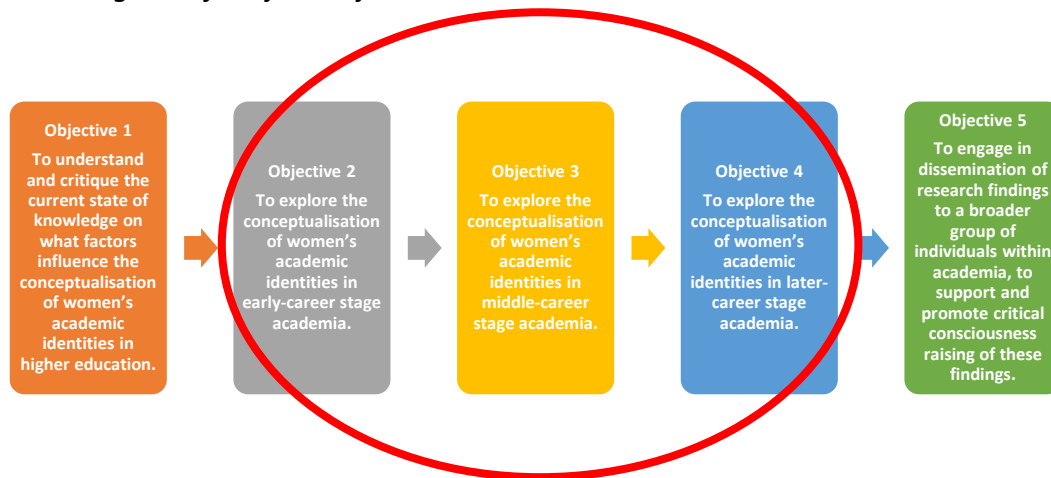 Objective 1
To understand
and critique the
current state of
knowledge on
what factors
influence the
conceptualisation
of women's
academic
identities in
higher education.
Objective 2
To explore the
conceptualisation
of women's
academic
identities in
early-career stage
academia.
Objective 3
To explore the
conceptualisation
of women's
academic
identities in
middle-career
stage academia.
Objective 4
To explore the
conceptualisation
of women's
academic
identities in later-
career stage
academia.
Objective 5
To engage in
dissemination of
research findings
to a broader
group of
individuals within
academia, to
support and
promote critical
consciousness
raising of these
findings.